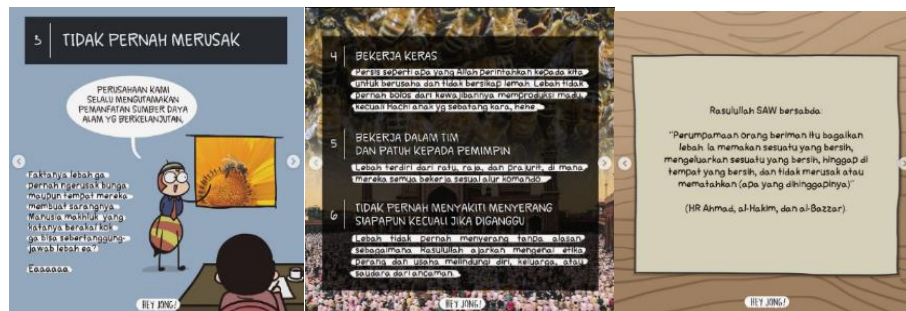 3 TIDAK PERNAH MERUSAK
PERUSAHAAN KAMI
SELALU MENGUTAMAKAN
PEMANFATAN SUMBER DAYA
ALAM YG BERKELANJUTAN,
Faktanya lebah ga
pernah ngerusak bunga
maupun tempat mereka
membuat sarangnya
Manusia makhluk yang
katanya berakal kok
ga bisa sebertanggung-
jawab lebah ea?
Eaaaaaa
HEY JONG!
4 BEKERJA KERAS
Persis seperti apa yang Allah perintahkan kepada kita
untuk berusaha dan tidak bersikap lemah. Lebah tidak
pernah bolos dari kewajibannya memproduksi madu,
kecuali Hachi anak yg sebatang kara, hehe
5 BEKERJA DALAM TIM
DAN PATUH KEPADA PEMIMPIN
Lebah terdiri dari ratu, raja, dan prajurit, di mana
mereka semua bekerja sesuai alur komando
6 TIDAK PERNAH MENYAKITI MENYERANG
SIAPAPUN KECUALI JIKA DIGANGGU
Lebah tidak pernah menyerang tanpa alasan,
sebagaimana Rasulullah ajarkan mengenai etika
perang dan usaha melindungi diri, keluarga, atau
saudara dari ancaman.
HEY JONG!
Rasulullah SAW bersabda:
"Perumpamaan orang beriman itu bagaikan
lebah. Ia memakan sesuatu yang bersih,
mengeluarkan sesuatu yang bersih, hinggap di
tempat yang bersih, dan tidak merusak atau
mematahkan (apa yang dihinggapinya)"
(HR Ahmad, al-Hakim, dan al-Bazzar).
HEY JONG!